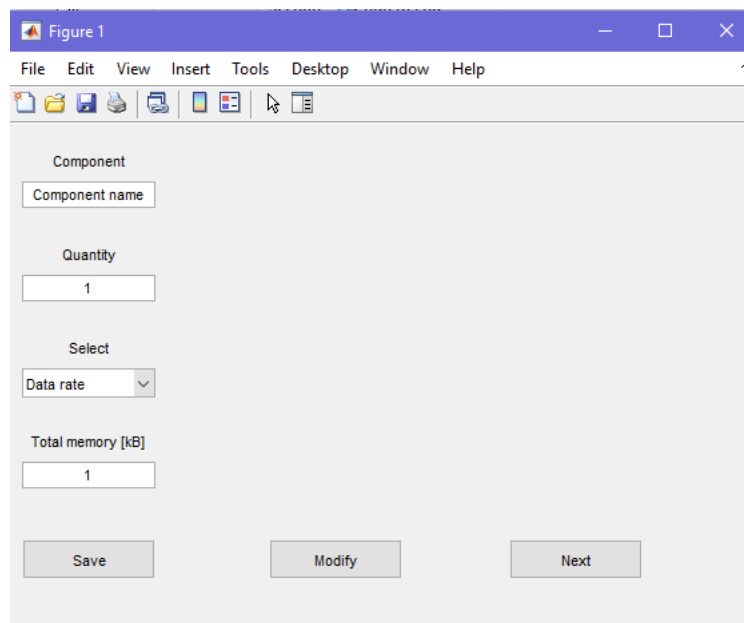 Figure 1
File Edit View Insert Tools Desktop Window Help
Component
Component name
Quantity
1
Select
Data rate
Total memory [kB]
1
Save Modify Next